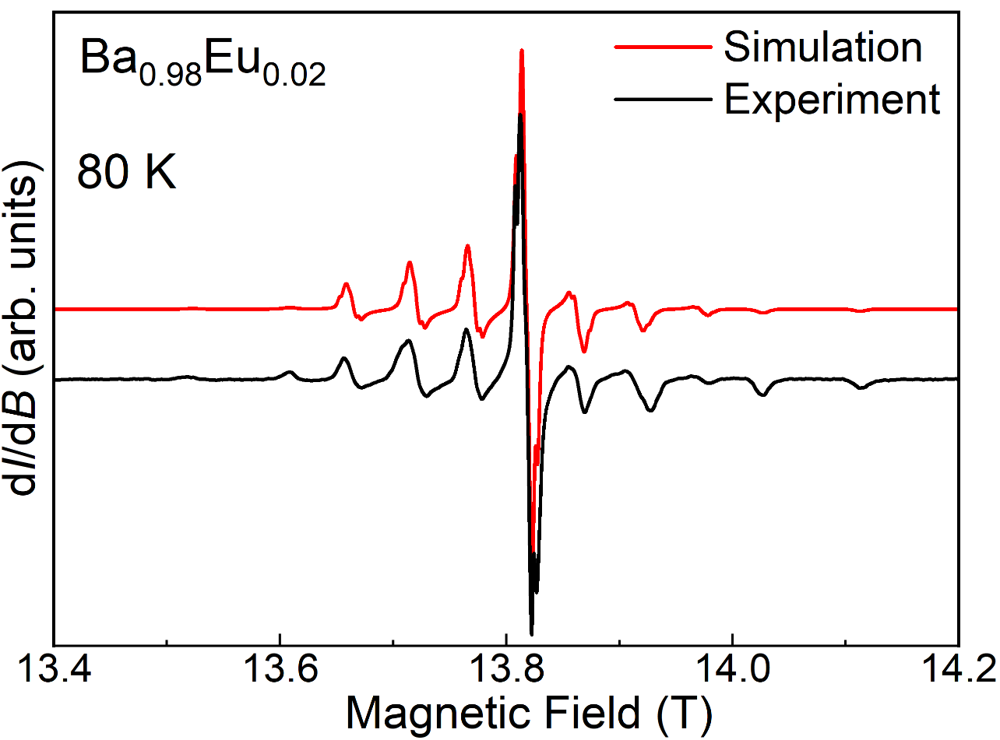 Ba0.98Eu0.02
80 K
Simulation
Experiment
dI/dB (arb. units)
13.4 13.6 13.8 14.0 14.2
Magnetic Field (T)